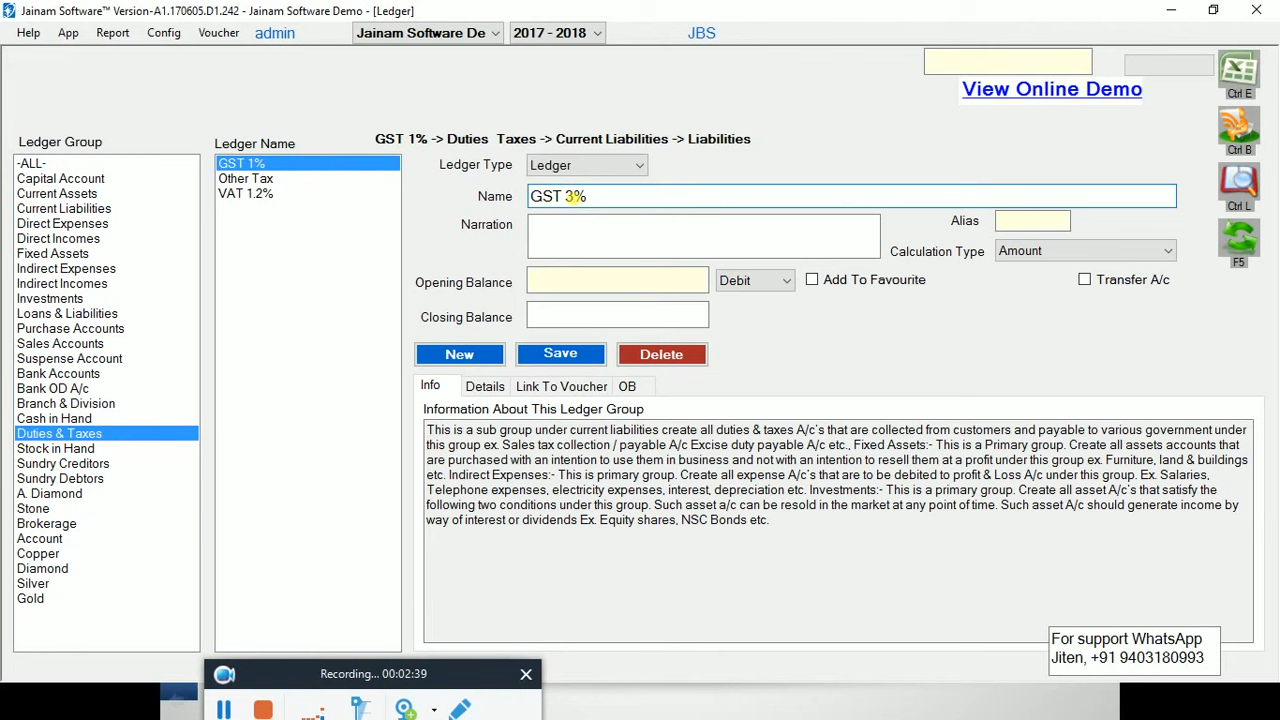 Jainam Software™ Version-A1.170605.D1.242 - Jainam Software Demo - [Ledger]
Help App Report Config Voucher admin Jainam Software De 2017 - 2018 JBS
View Online Demo
Ctrl E
Ctrl B
Ctrl L
F5
Ledger Group
-ALL-
Capital Account
Current Assets
Current Liabilities
Direct Expenses
Direct Incomes
Fixed Assets
Indirect Expenses
Indirect Incomes
Investments
Loans & Liabilities
Purchase Accounts
Sales Accounts
Suspense Account
Bank Accounts
Bank OD A/c
Branch & Division
Cash in Hand
Duties & Taxes
Stock in Hand
Sundry Creditors
Sundry Debtors
A. Diamond
Stone
Brokerage
Account
Copper
Diamond
Silver
Gold
Ledger Name
GST 1%
Other Tax
VAT 1.2%
GST 1% -> Duties Taxes -> Current Liabilities -> Liabilities
Ledger Type Ledger
Name GST 3%
Narration
Alias
Calculation Type Amount
Opening Balance Debit Add To Favourite Transfer A/c
Closing Balance
New Save Delete
Info Details Link To Voucher OB
Information About This Ledger Group
This is a sub group under current liabilities create all duties & taxes A/c's that are collected from customers and payable to various government under
this group ex. Sales tax collection / payable A/C Excise duty payable A/C etc., Fixed Assets:- This is a Primary group. Create all assets accounts that
are purchased with an intention to use them in business and not with an intention to resell them at a profit under this group ex. Furniture, land & buildings
etc. Indirect Expenses:- This is primary group. Create all expense A/c's that are to be debited to profit & Loss A/c under this group. Ex. Salaries,
Telephone expenses, electricity expenses, interest, depreciation etc. Investments:- This is a primary group. Create all asset A/c's that satisfy the
following two conditions under this group. Such asset a/c can be resold in the market at any point of time. Such asset A/c should generate income by
way of interest or dividends Ex. Equity shares, NSC Bonds etc.
For support WhatsApp
Jiten, +91 9403180993
Recording... 00:02:39